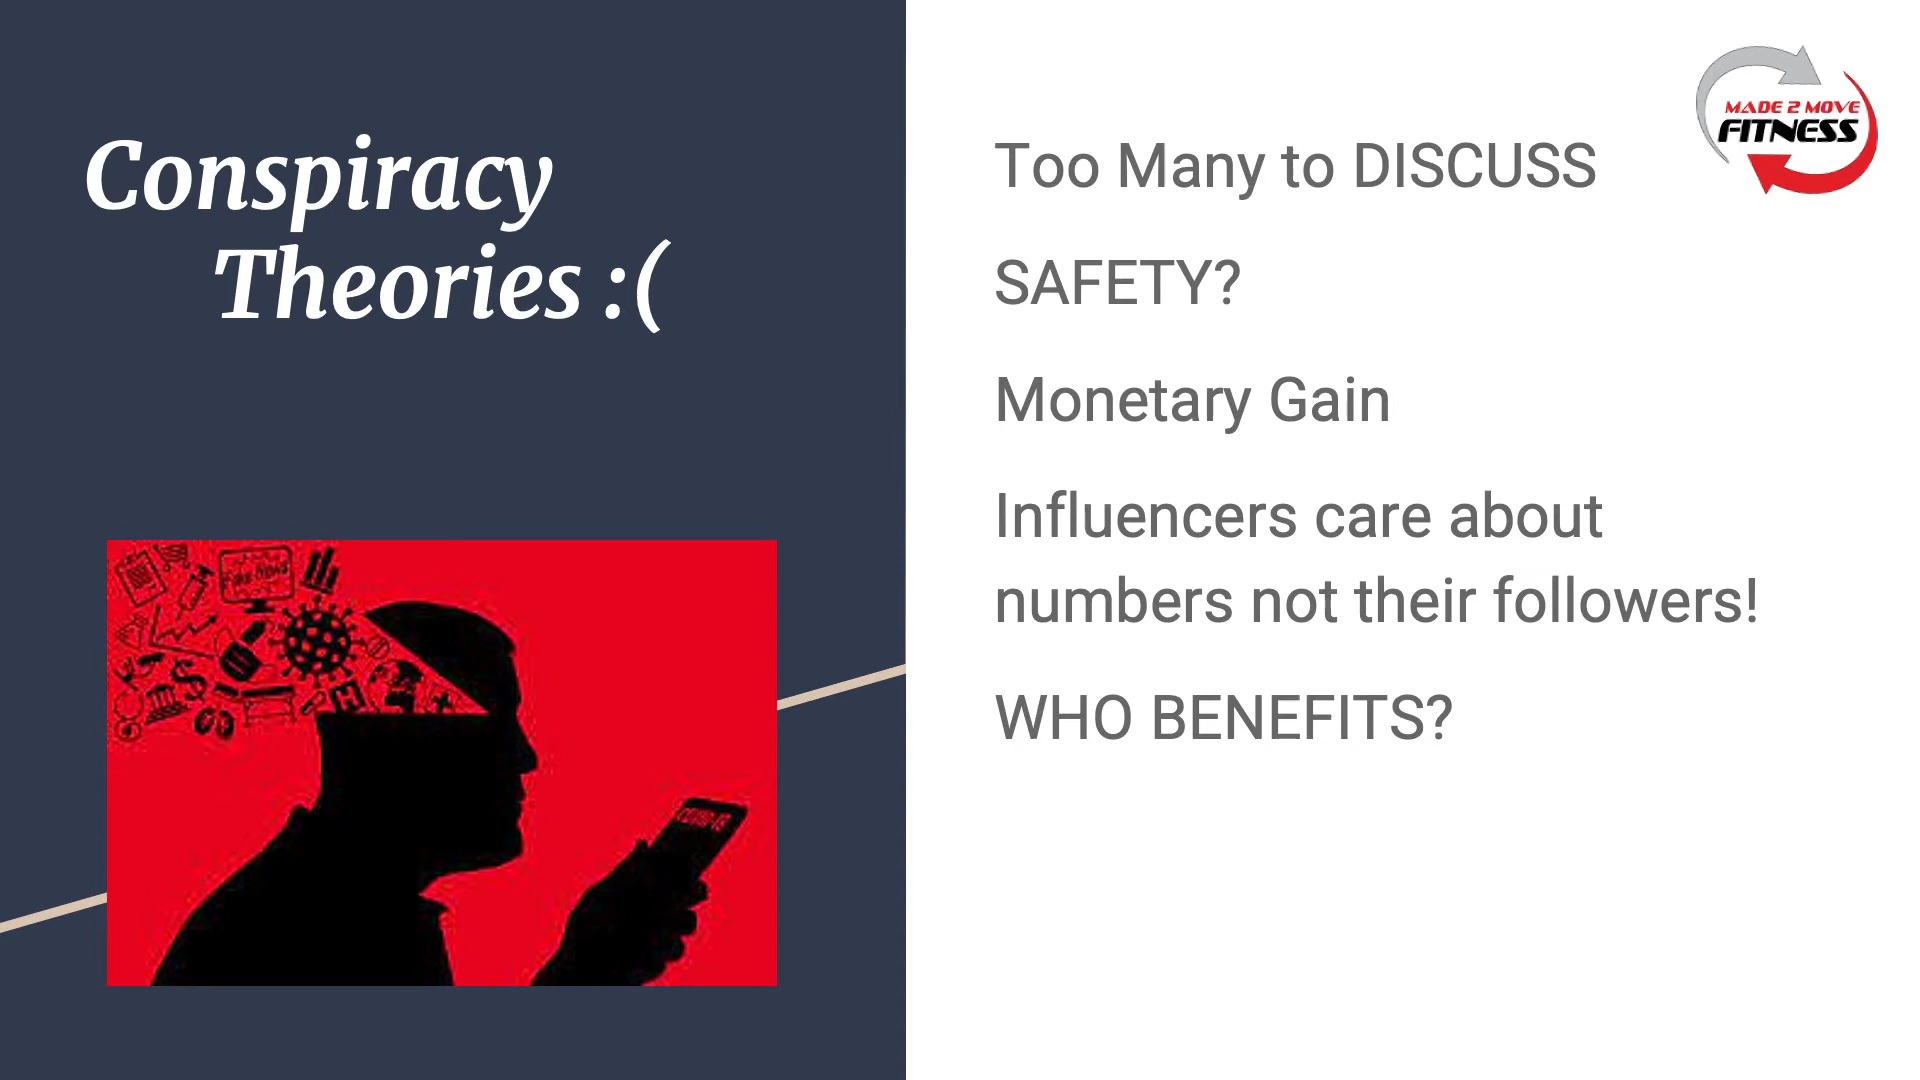 Conspiracy
Theories :(
Too Many to DISCUSS
SAFETY?
Monetary Gain
Influencers care about
numbers not their followers!
WHO BENEFITS?
MADE 2 MOVE
FITNESS